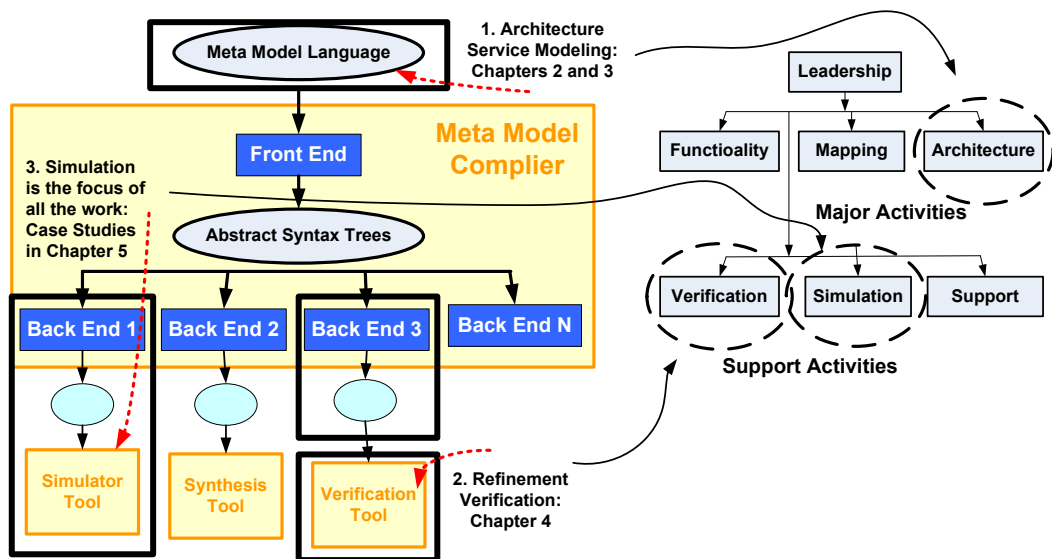 Meta Model Language
1. Architecture
Service Modeling:
Chapters 2 and 3
Leadership
Meta Model
Complier
Front End
Functioality
Mapping
Architecture
3. Simulation
is the focus of
all the work:
Case Studies
in Chapter 5
Major Activities
Abstract Syntax Trees
Verification
Simulation
Support
Back End 1
Back End 2
Back End 3
Back End N
Support Activities
Simulator
Tool
Synthesis
Tool
Verification
Tool
2. Refinement
Verification:
Chapter 4